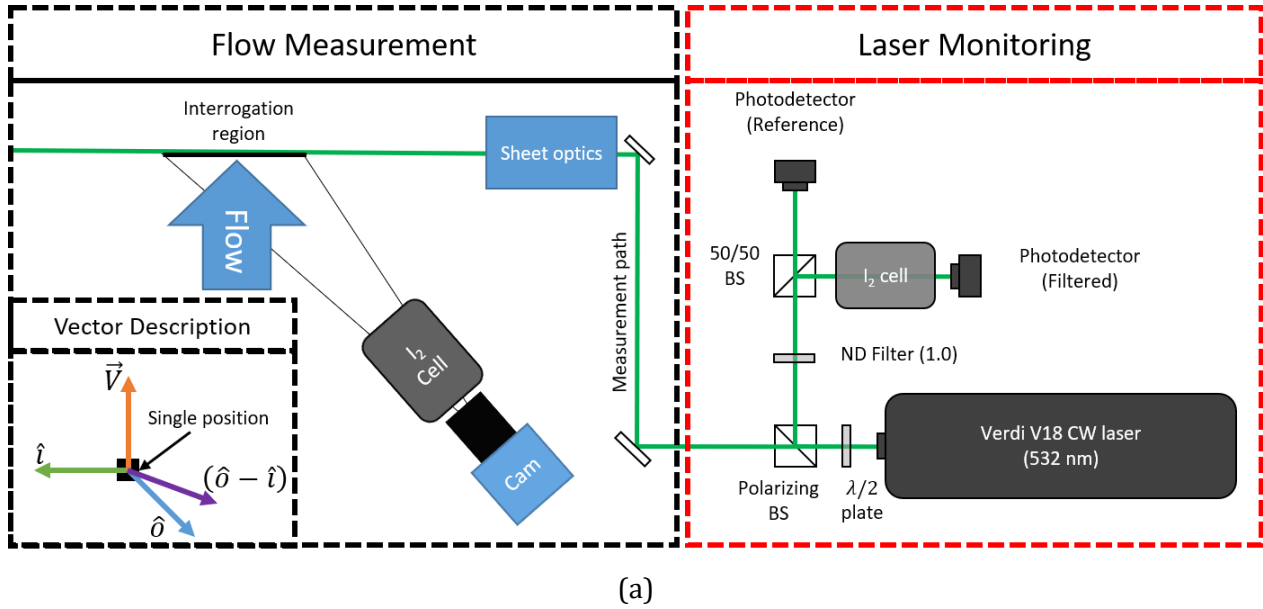 Flow Measurement
Interrogation
region
Sheet optics
Flow
Measurement path
I₂
Cell
Cam
Vector Description
V⃗
Single position
î
(ô − î)
ô
Laser Monitoring
Photodetector
(Reference)
50/50
BS
I₂ cell
Photodetector
(Filtered)
ND Filter (1.0)
Verdi V18 CW laser
(532 nm)
Polarizing
BS
λ/2
plate
(a)